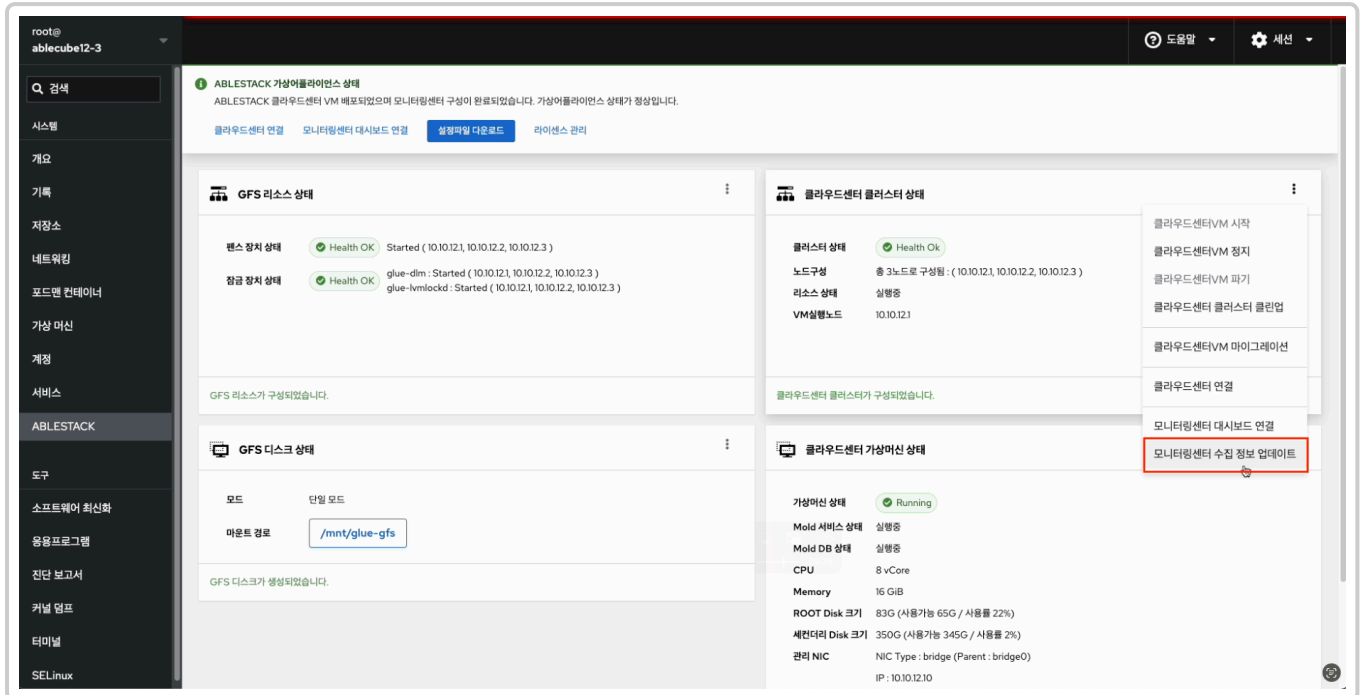 root@
ablecube12-3
도움말
세션
검색
시스템
개요
기록
저장소
네트워킹
포드맨 컨테이너
가상 머신
계정
서비스
ABLESTACK
도구
소프트웨어 최신화
응용프로그램
진단 보고서
커널 덤프
터미널
SELinux
ABLESTACK 가상어플라이언스 상태
ABLESTACK 클라우드센터 VM 배포되었으며 모니터링센터 구성이 완료되었습니다. 가상어플라이언스 상태가 정상입니다.
클라우드센터 연결 모니터링센터 대시보드 연결 설정파일 다운로드 라이센스 관리
GFS 리소스 상태
펜스 장치 상태 Health OK Started ( 10.10.12.1, 10.10.12.2, 10.10.12.3 )
잠금 장치 상태 Health OK glue-dlm : Started ( 10.10.12.1, 10.10.12.2, 10.10.12.3 )
glue-lvmlockd : Started ( 10.10.12.1, 10.10.12.2, 10.10.12.3 )
GFS 리소스가 구성되었습니다.
클라우드센터 클러스터 상태
클러스터 상태 Health Ok
노드구성 총 3노드로 구성됨 : ( 10.10.12.1, 10.10.12.2, 10.10.12.3 )
리소스 상태 실행중
VM실행노드 10.10.12.1
클라우드센터 클러스터가 구성되었습니다.
클라우드센터VM 시작
클라우드센터VM 정지
클라우드센터VM 파기
클라우드센터 클러스터 클린업
클라우드센터VM 마이그레이션
클라우드센터 연결
모니터링센터 대시보드 연결
모니터링센터 수집 정보 업데이트
GFS 디스크 상태
모드 단일 모드
마운트 경로 /mnt/glue-gfs
GFS 디스크가 생성되었습니다.
클라우드센터 가상머신 상태
가상머신 상태 Running
Mold 서비스 상태 실행중
Mold DB 상태 실행중
CPU 8 vCore
Memory 16 GiB
ROOT Disk 크기 83G (사용가능 65G / 사용률 22%)
세컨더리 Disk 크기 350G (사용가능 345G / 사용률 2%)
관리 NIC NIC Type : bridge (Parent : bridge0)
IP : 10.10.12.10